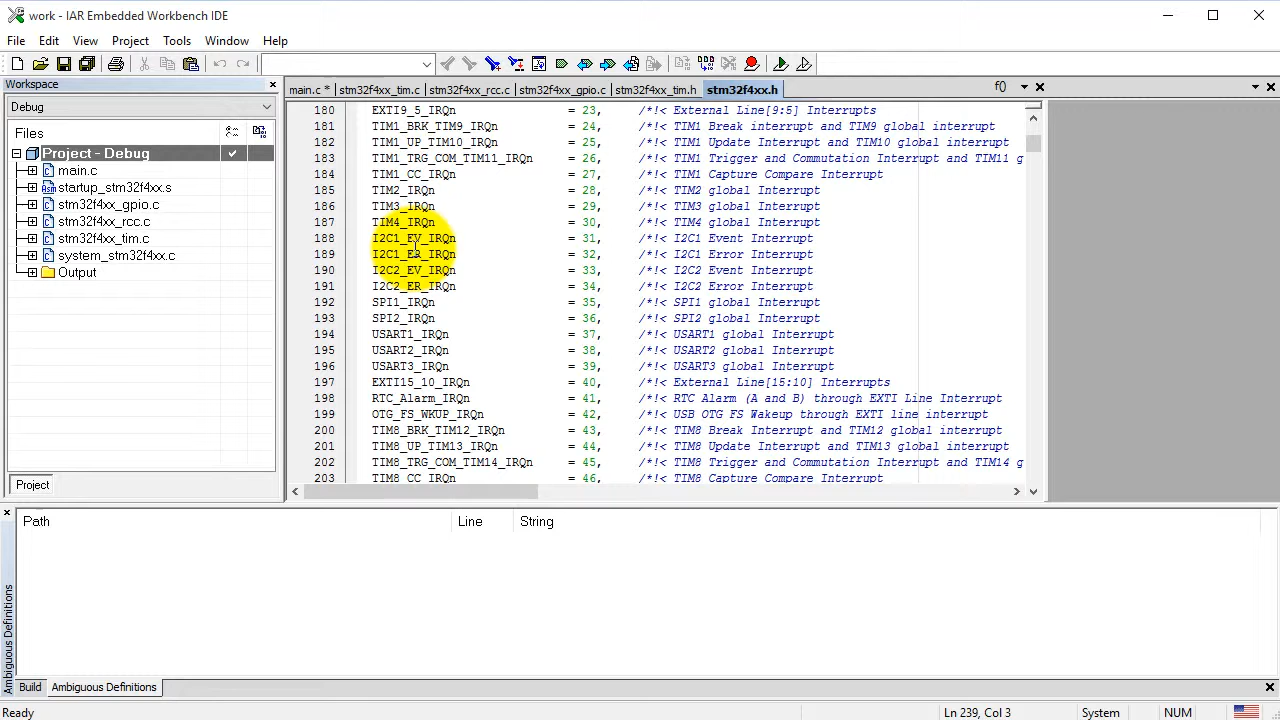 work - IAR Embedded Workbench IDE
File Edit View Project Tools Window Help
Workspace
main.c * stm32f4xx_tim.c stm32f4xx_rcc.c stm32f4xx_gpio.c stm32f4xx_tim.h stm32f4xx.h f()
Debug
Files
Project - Debug
main.c
startup_stm32f4xx.s
stm32f4xx_gpio.c
stm32f4xx_rcc.c
stm32f4xx_tim.c
system_stm32f4xx.c
Output
Project
180 EXTI9_5_IRQn = 23, /*!< External Line[9:5] Interrupts
181 TIM1_BRK_TIM9_IRQn = 24, /*!< TIM1 Break interrupt and TIM9 global interrupt
182 TIM1_UP_TIM10_IRQn = 25, /*!< TIM1 Update Interrupt and TIM10 global interrupt
183 TIM1_TRG_COM_TIM11_IRQn = 26, /*!< TIM1 Trigger and Commutation Interrupt and TIM11 g
184 TIM1_CC_IRQn = 27, /*!< TIM1 Capture Compare Interrupt
185 TIM2_IRQn = 28, /*!< TIM2 global Interrupt
186 TIM3_IRQn = 29, /*!< TIM3 global Interrupt
187 TIM4_IRQn = 30, /*!< TIM4 global Interrupt
188 I2C1_EV_IRQn = 31, /*!< I2C1 Event Interrupt
189 I2C1_ER_IRQn = 32, /*!< I2C1 Error Interrupt
190 I2C2_EV_IRQn = 33, /*!< I2C2 Event Interrupt
191 I2C2_ER_IRQn = 34, /*!< I2C2 Error Interrupt
192 SPI1_IRQn = 35, /*!< SPI1 global Interrupt
193 SPI2_IRQn = 36, /*!< SPI2 global Interrupt
194 USART1_IRQn = 37, /*!< USART1 global Interrupt
195 USART2_IRQn = 38, /*!< USART2 global Interrupt
196 USART3_IRQn = 39, /*!< USART3 global Interrupt
197 EXTI15_10_IRQn = 40, /*!< External Line[15:10] Interrupts
198 RTC_Alarm_IRQn = 41, /*!< RTC Alarm (A and B) through EXTI Line Interrupt
199 OTG_FS_WKUP_IRQn = 42, /*!< USB OTG FS Wakeup through EXTI line interrupt
200 TIM8_BRK_TIM12_IRQn = 43, /*!< TIM8 Break Interrupt and TIM12 global interrupt
201 TIM8_UP_TIM13_IRQn = 44, /*!< TIM8 Update Interrupt and TIM13 global interrupt
202 TIM8_TRG_COM_TIM14_IRQn = 45, /*!< TIM8 Trigger and Commutation Interrupt and TIM14 g
203 TIM8_CC_IRQn = 46, /*!< TIM8 Capture Compare Interrupt
Path Line String
Ambiguous Definitions
Build Ambiguous Definitions
Ready Ln 239, Col 3 System NUM